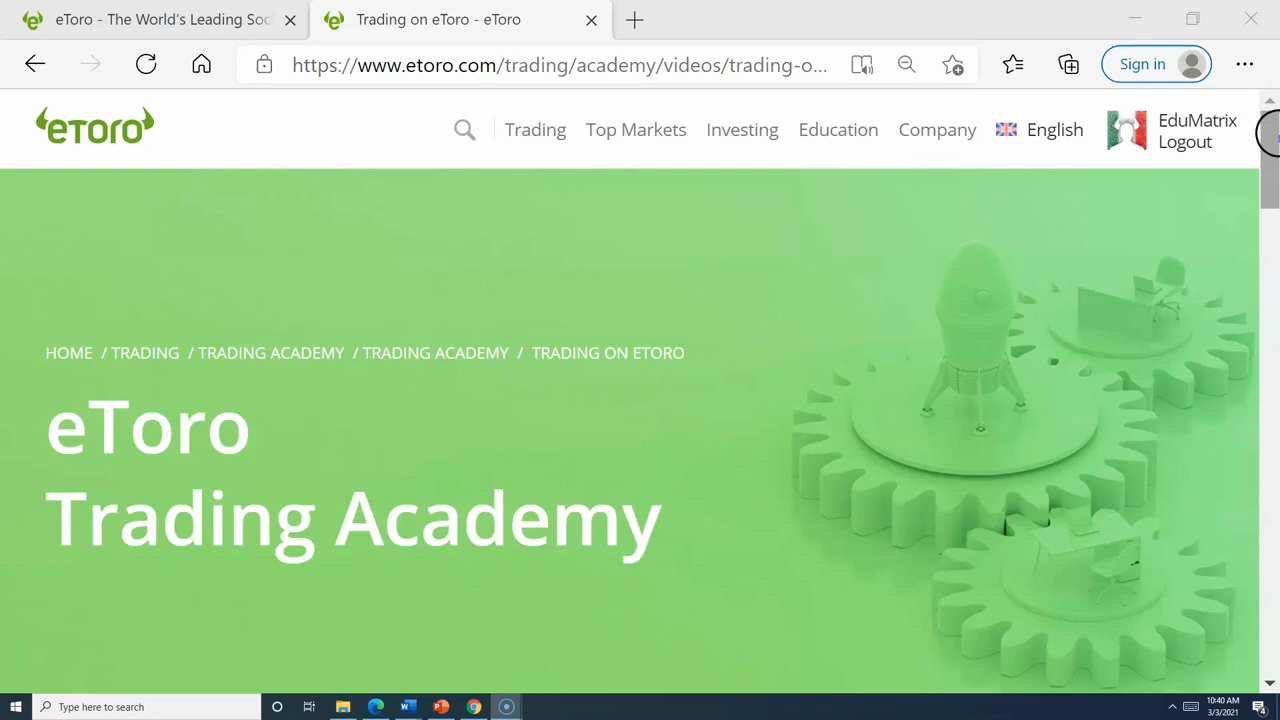 eToro - The World's Leading Soc
Trading on eToro - eToro
https://www.etoro.com/trading/academy/videos/trading-o...
Sign in
eToro
Trading
Top Markets
Investing
Education
Company
English
EduMatrix
Logout
HOME / TRADING / TRADING ACADEMY / TRADING ACADEMY / TRADING ON ETORO
eToro
Trading Academy
Type here to search
10:40 AM
3/3/2021
4